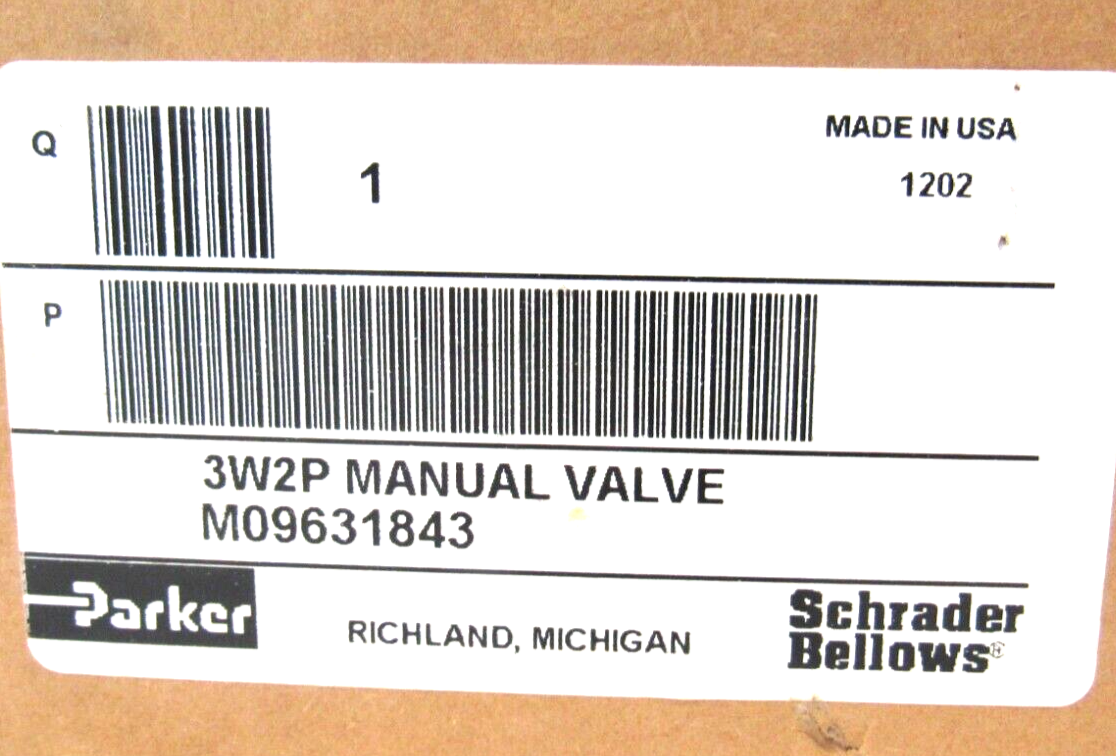 Q
1
MADE IN USA
1202
P
3W2P MANUAL VALVE
M09631843
Parker
RICHLAND, MICHIGAN
Schrader
Bellows®